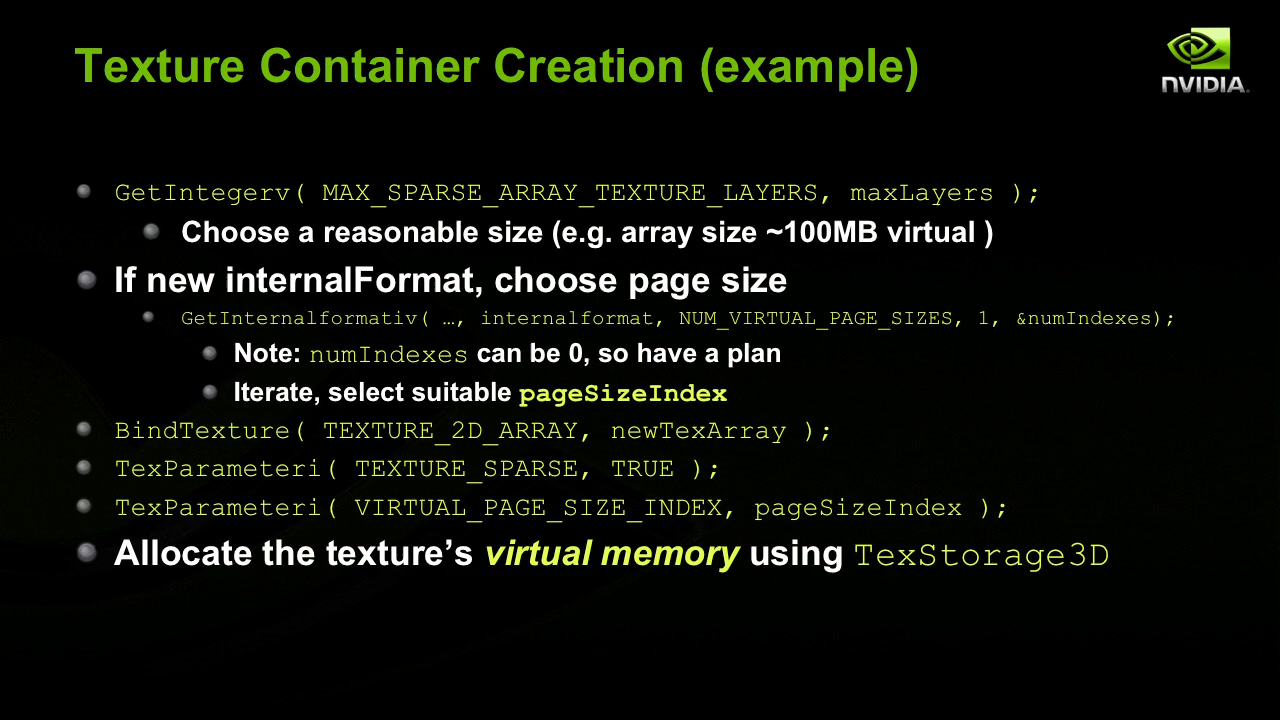 Texture Container Creation (example)
NVIDIA.
GetIntegerv( MAX_SPARSE_ARRAY_TEXTURE_LAYERS, maxLayers );
Choose a reasonable size (e.g. array size ~100MB virtual )
If new internalFormat, choose page size
GetInternalformativ( …, internalformat, NUM_VIRTUAL_PAGE_SIZES, 1, &numIndexes);
Note: numIndexes can be 0, so have a plan
Iterate, select suitable pageSizeIndex
BindTexture( TEXTURE_2D_ARRAY, newTexArray );
TexParameteri( TEXTURE_SPARSE, TRUE );
TexParameteri( VIRTUAL_PAGE_SIZE_INDEX, pageSizeIndex );
Allocate the texture’s virtual memory using TexStorage3D